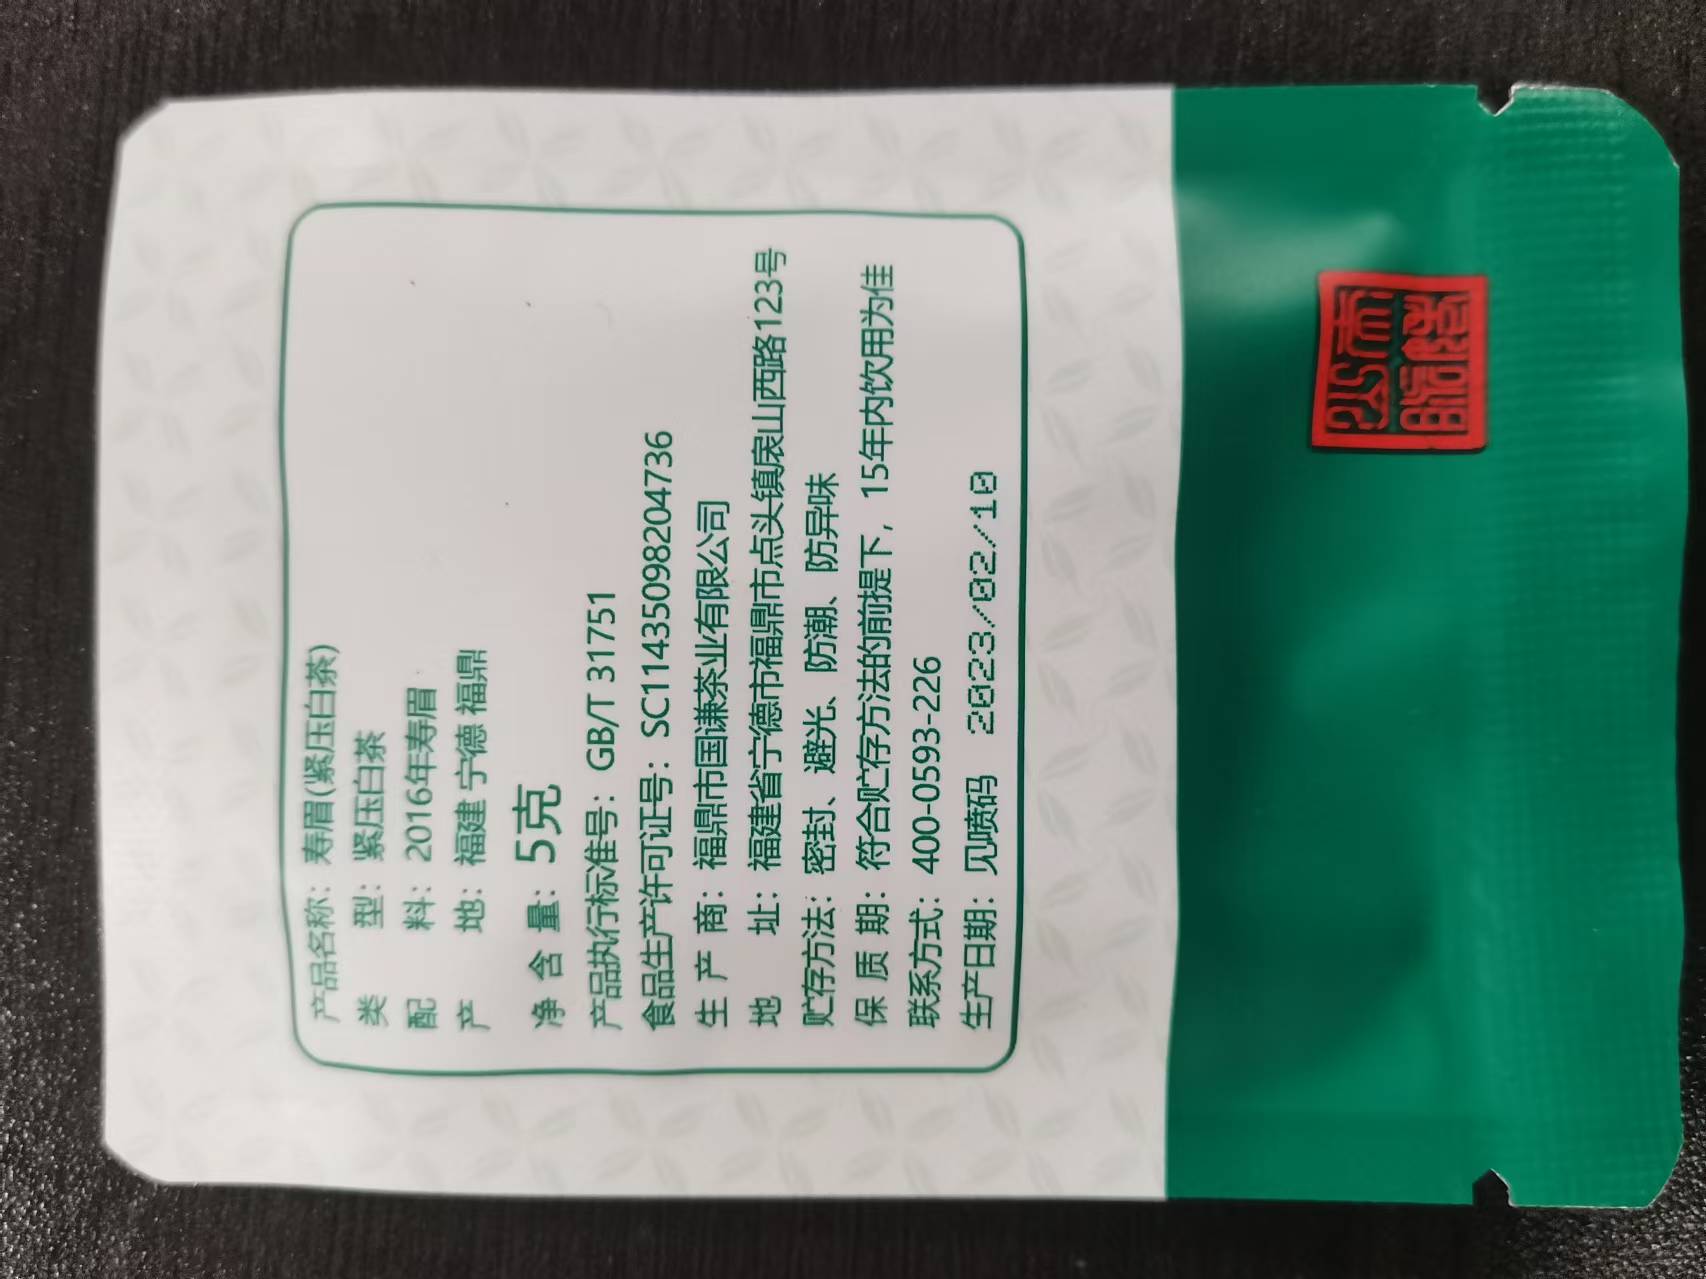 产品名称：寿眉(紧压白茶)
类型：紧压白茶
配料：2016年寿眉
产地：福建 宁德 福鼎
净含量：5克
产品执行标准号：GB/T 31751
食品生产许可证号：SC11435098204736
生产商：福鼎市国谦茶业有限公司
地址：福建省宁德市福鼎市点头镇扆山西路123号
贮存方法：密封、避光、防潮、防异味
保质期：符合贮存方法的前提下，15年内饮用为佳
联系方式：400-0593-226
生产日期：见喷码 2023/02/10